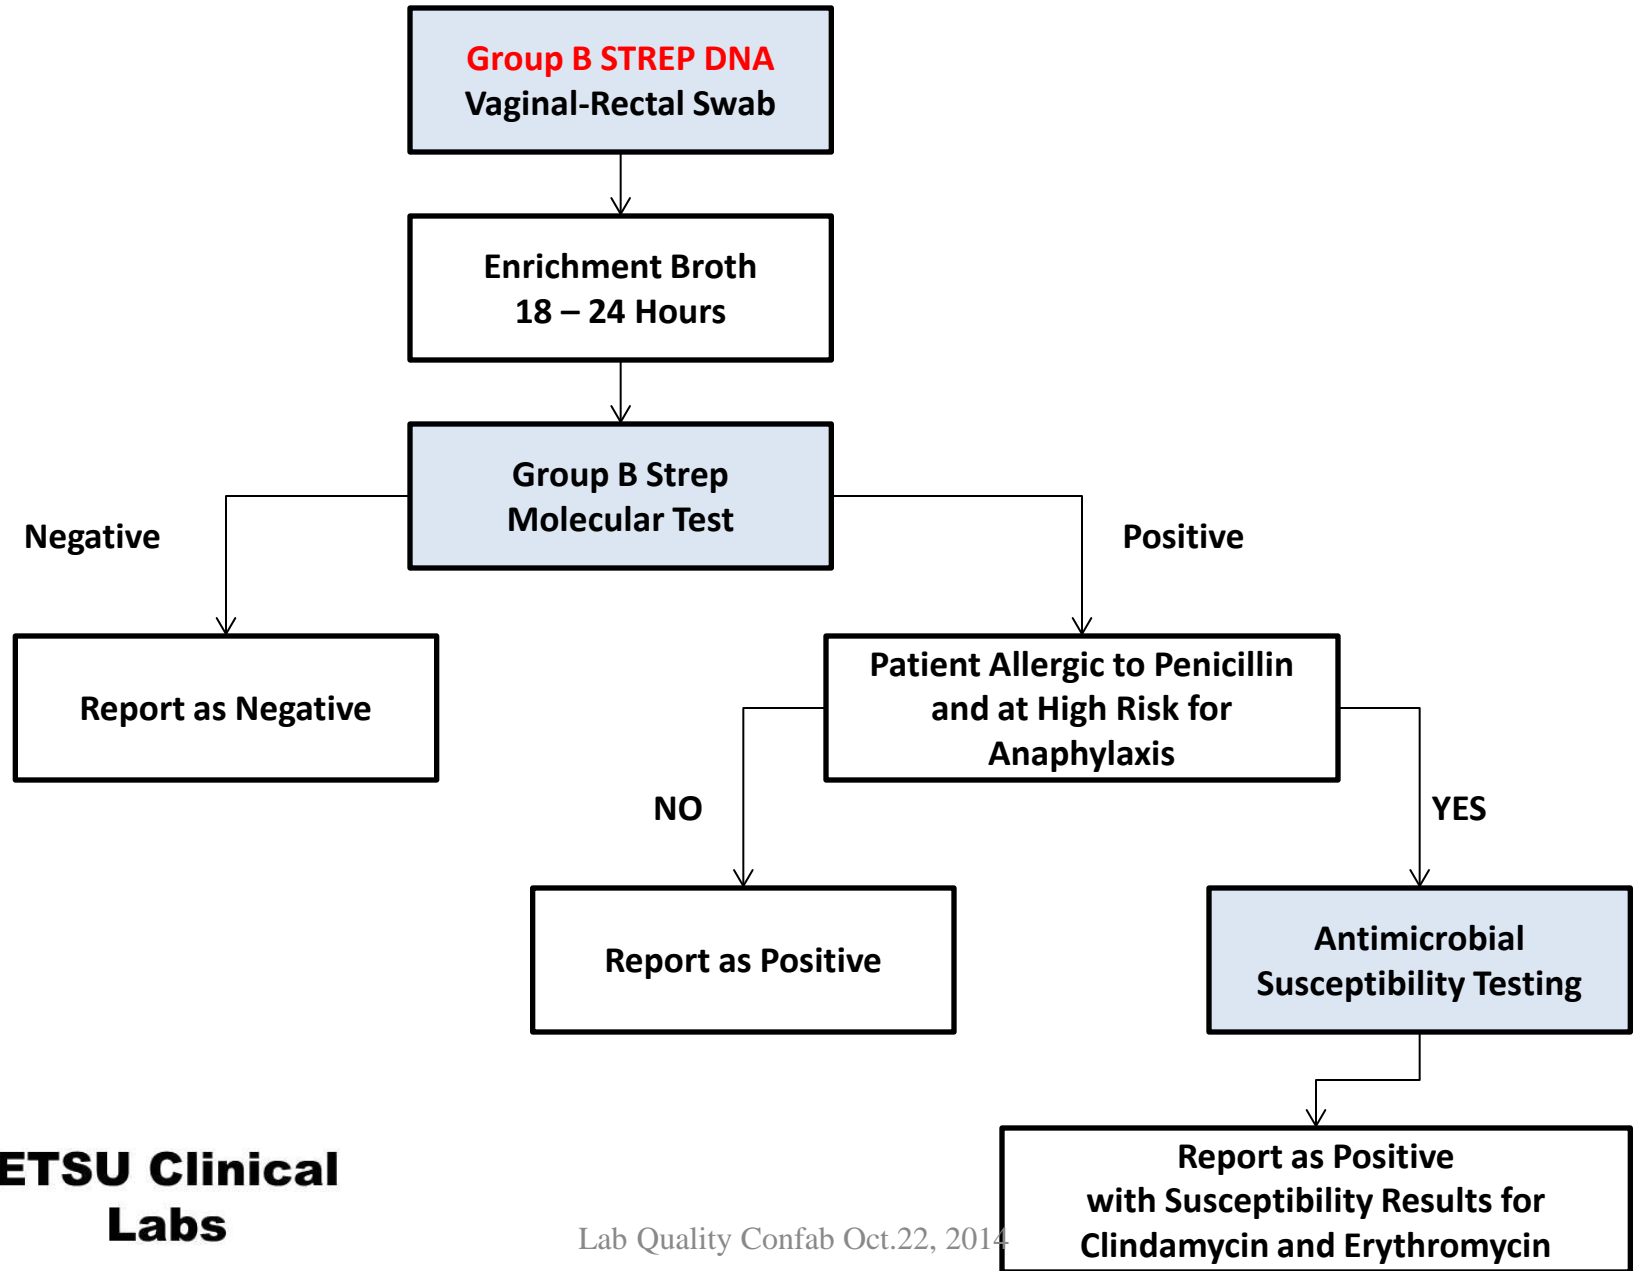 Group B STREP DNA
Vaginal-Rectal Swab
Enrichment Broth
18 – 24 Hours
Group B Strep
Molecular Test
Negative
Positive
Report as Negative
Patient Allergic to Penicillin
and at High Risk for
Anaphylaxis
NO
YES
Report as Positive
Antimicrobial
Susceptibility Testing
Report as Positive
with Susceptibility Results for
Clindamycin and Erythromycin
ETSU Clinical
Labs
Lab Quality Confab Oct.22, 2014